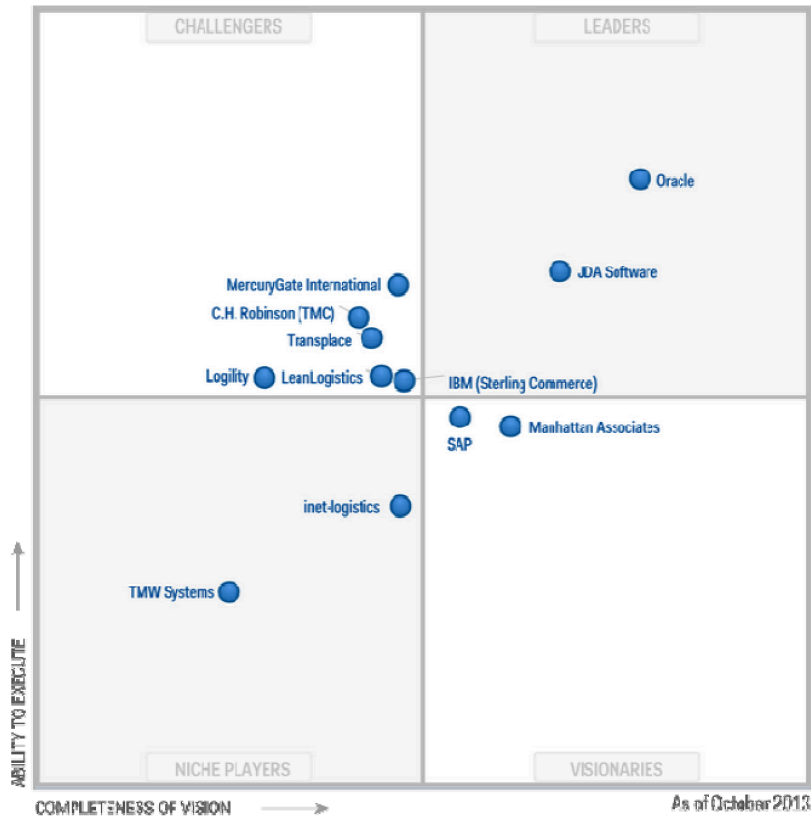 CHALLENGERS
LEADERS
Oracle
JDA Software
MercuryGate International
C.H. Robinson (TMC)
Transplace
Logility
LeanLogistics
IBM (Sterling Commerce)
SAP
Manhattan Associates
inet-logistics
TMW Systems
ABILITY TO EXECUTE
NICHE PLAYERS
VISIONARIES
COMPLETENESS OF VISION
As of October 2013